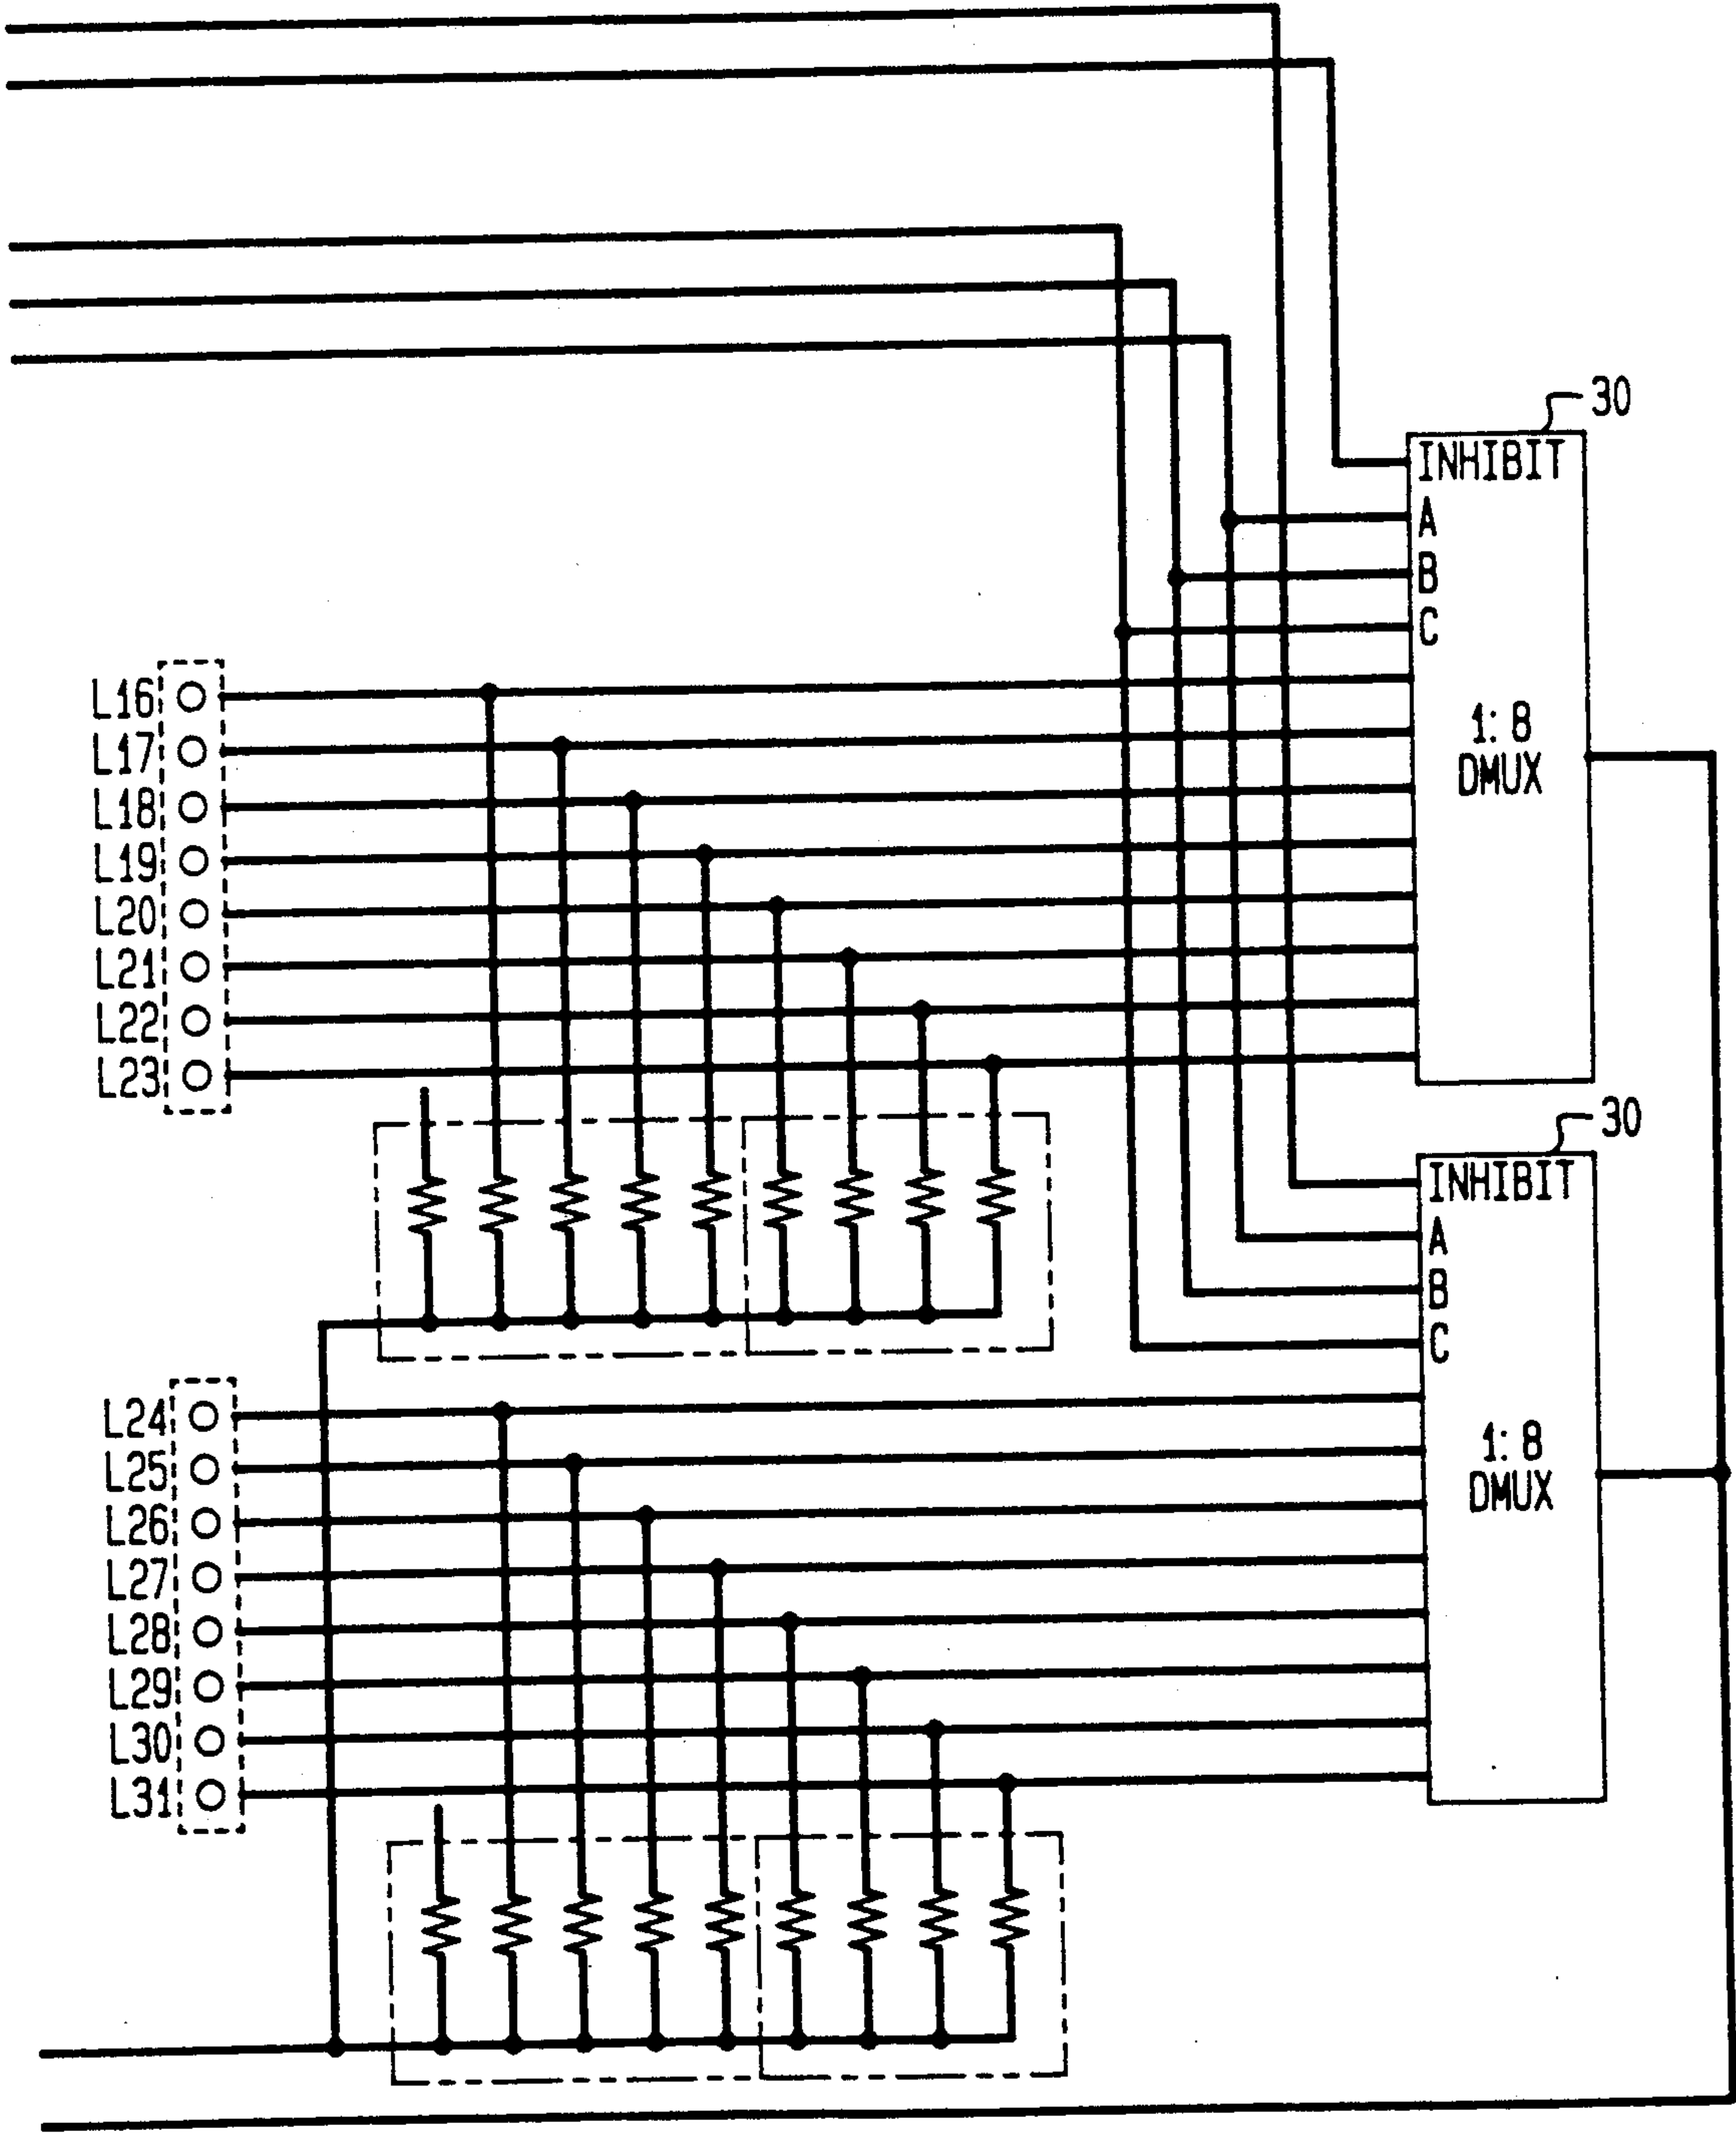 30
INHIBIT
A
B
C
L16
L17
L18
L19
L20
L21
L22
L23
1:8
DMUX
30
INHIBIT
A
B
C
L24
L25
L26
L27
L28
L29
L30
L31
1:8
DMUX